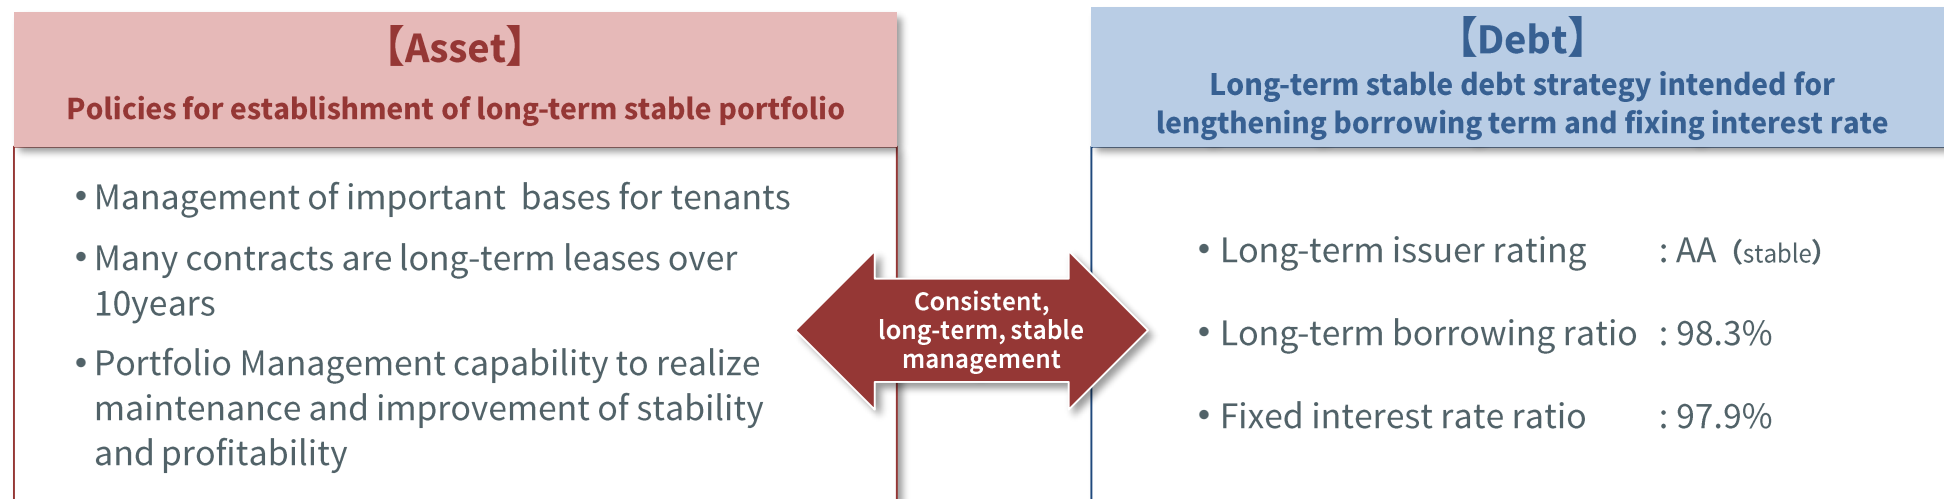 【Asset】
Policies for establishment of long-term stable portfolio
• Management of important bases for tenants
• Many contracts are long-term leases over
10years
• Portfolio Management capability to realize
maintenance and improvement of stability
and profitability
Consistent,
long-term, stable
management
【Debt】
Long-term stable debt strategy intended for
lengthening borrowing term and fixing interest rate
• Long-term issuer rating : AA (stable)
• Long-term borrowing ratio : 98.3%
• Fixed interest rate ratio : 97.9%